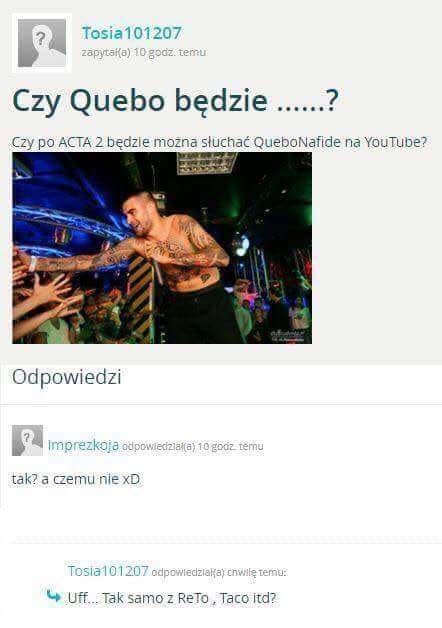 Tosia101207
zapytał(a) 10 godz. temu
Czy Quebo będzie ......?
Czy po ACTA 2 będzie można słuchać QueboNafide na YouTube?
Odpowiedzi
imprezkoja odpowiedział(a) 10 godz. temu
tak? a czemu nie xD
Tosia101207 odpowiedział(a) chwilę temu:
Uff... Tak samo z ReTo , Taco itd?